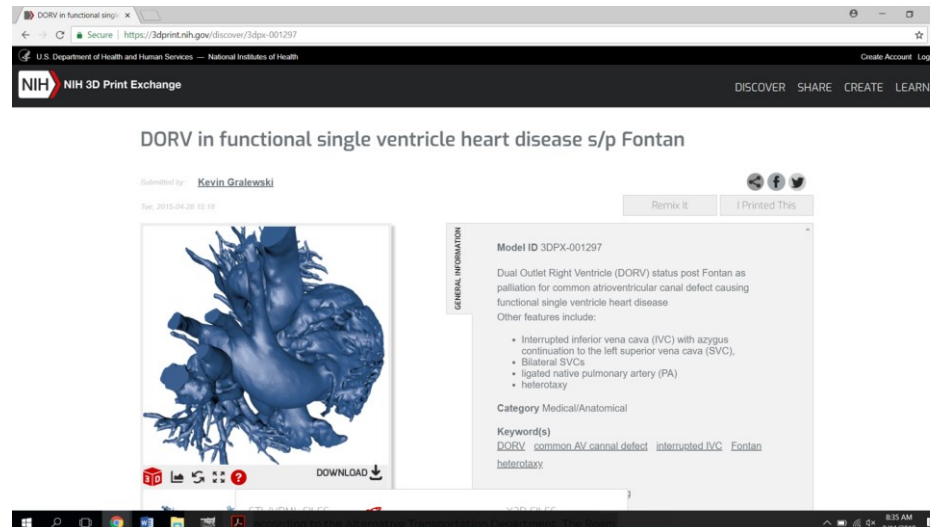 DORV in functional singl
Secure | https://3dprint.nih.gov/discover/3dpx-001297
U.S. Department of Health and Human Services — National Institutes of Health
Create Account Log
NIH NIH 3D Print Exchange
DISCOVER SHARE CREATE LEARN
DORV in functional single ventricle heart disease s/p Fontan
Submitted by: Kevin Gralewski
Tue, 2015-04-28 15:18
Remix It
I Printed This
GENERAL INFORMATION
Model ID 3DPX-001297
Dual Outlet Right Ventricle (DORV) status post Fontan as
palliation for common atrioventricular canal defect causing
functional single ventricle heart disease
Other features include:
• Interrupted inferior vena cava (IVC) with azygus
continuation to the left superior vena cava (SVC),
• Bilateral SVCs
• ligated native pulmonary artery (PA)
• heterotaxy
Category Medical/Anatomical
Keyword(s)
DORV common AV cannal defect interrupted IVC Fontan
heterotaxy
3D
?
DOWNLOAD
8:35 AM